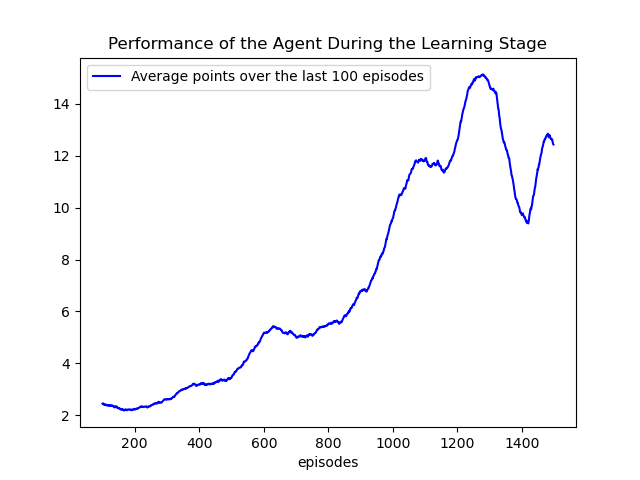 Performance of the Agent During the Learning Stage
Average points over the last 100 episodes
14
12
10
8
6
4
2
200 400 600 800 1000 1200 1400
episodes